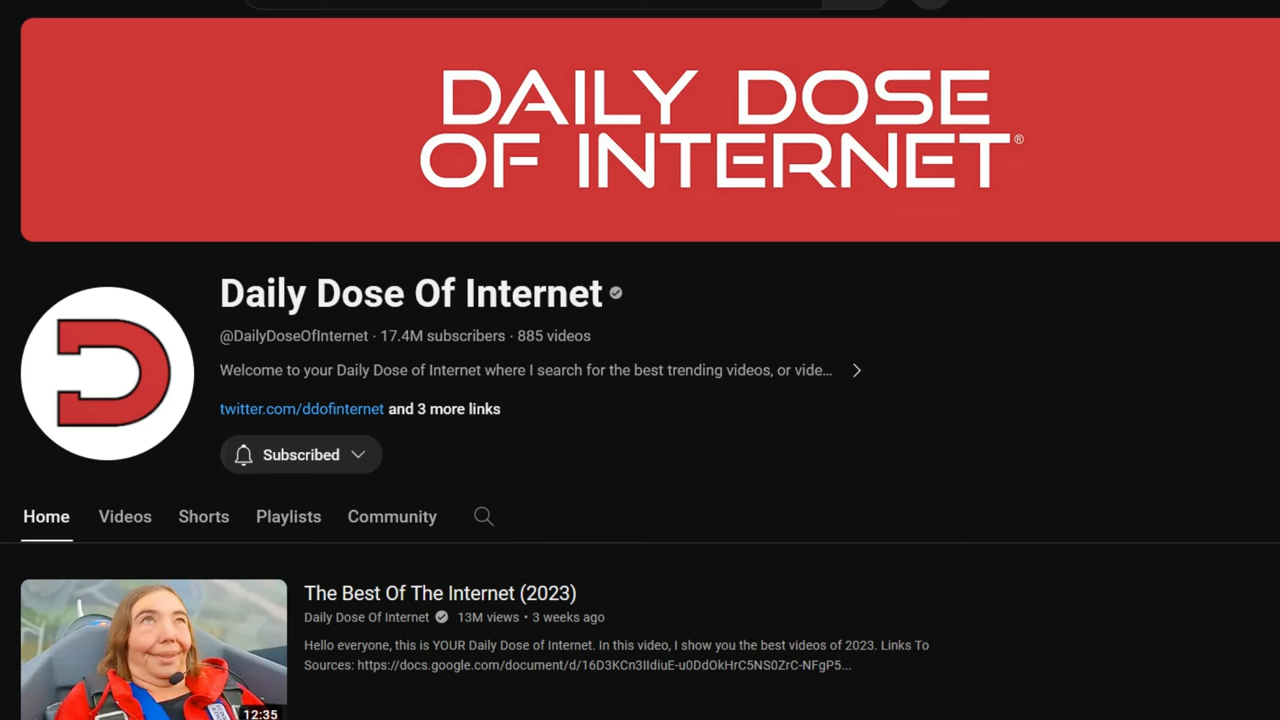 DAILY DOSE
OF INTERNET®
Daily Dose Of Internet
@DailyDoseOfInternet · 17.4M subscribers · 885 videos
Welcome to your Daily Dose of Internet where I search for the best trending videos, or vide...
twitter.com/ddofinternet and 3 more links
Subscribed
Home Videos Shorts Playlists Community
The Best Of The Internet (2023)
Daily Dose Of Internet 13M views • 3 weeks ago
Hello everyone, this is YOUR Daily Dose of Internet. In this video, I show you the best videos of 2023. Links To
Sources: https://docs.google.com/document/d/16D3KCn3IIdiuE-u0DdOkHrC5NS0ZrC-NFgP5...
12:35